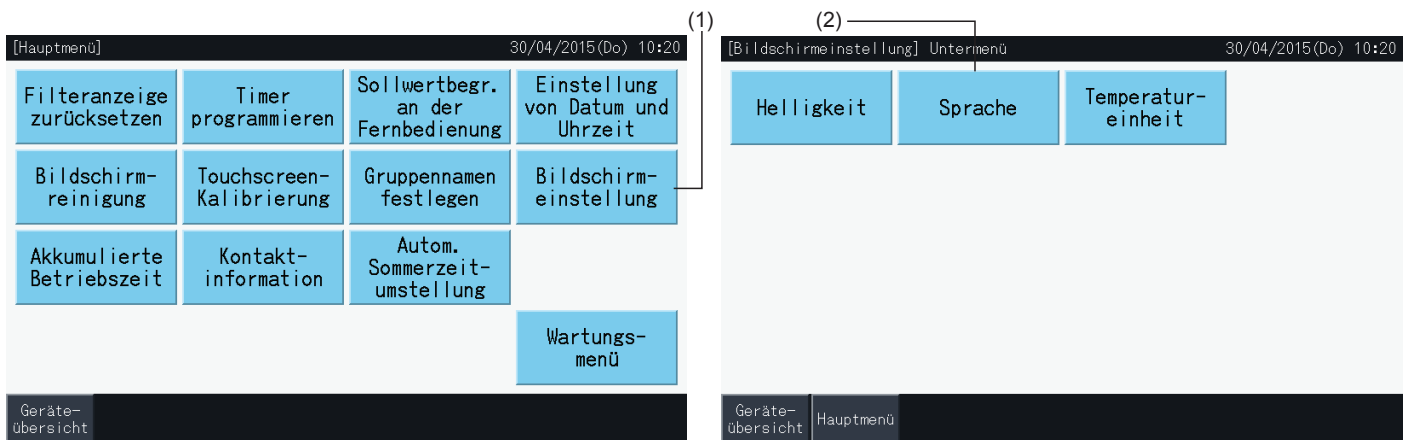 (1)
(2)
[Hauptmenü] 30/04/2015(Do) 10:20
Filteranzeige
zurücksetzen
Timer
programmieren
Sollwertbegr.
an der
Fernbedienung
Einstellung
von Datum und
Uhrzeit
Bildschirm-
reinigung
Touchscreen-
Kalibrierung
Gruppennamen
festlegen
Bildschirm-
einstellung
Akkumulierte
Betriebszeit
Kontakt-
information
Autom.
Sommerzeit-
umstellung
Wartungs-
menü
Geräte-
übersicht
[Bildschirmeinstellung] Untermenü 30/04/2015(Do) 10:20
Helligkeit
Sprache
Temperatur-
einheit
Geräte-
übersicht
Hauptmenü